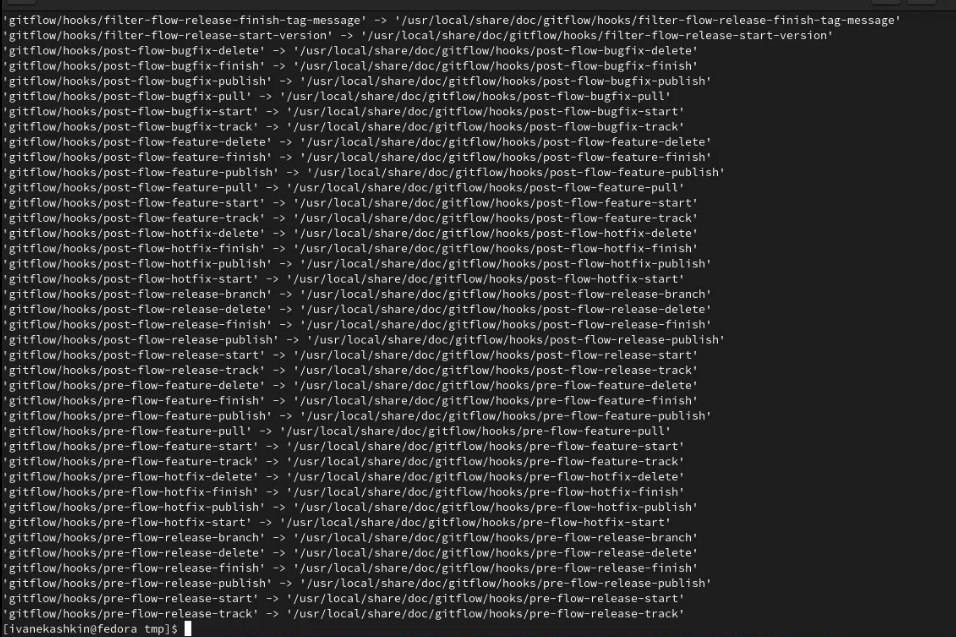 'gitflow/hooks/filter-flow-release-finish-tag-message' -> '/usr/local/share/doc/gitflow/hooks/filter-flow-release-finish-tag-message'
'gitflow/hooks/filter-flow-release-start-version' -> '/usr/local/share/doc/gitflow/hooks/filter-flow-release-start-version'
'gitflow/hooks/post-flow-bugfix-delete' -> '/usr/local/share/doc/gitflow/hooks/post-flow-bugfix-delete'
'gitflow/hooks/post-flow-bugfix-finish' -> '/usr/local/share/doc/gitflow/hooks/post-flow-bugfix-finish'
'gitflow/hooks/post-flow-bugfix-publish' -> '/usr/local/share/doc/gitflow/hooks/post-flow-bugfix-publish'
'gitflow/hooks/post-flow-bugfix-pull' -> '/usr/local/share/doc/gitflow/hooks/post-flow-bugfix-pull'
'gitflow/hooks/post-flow-bugfix-start' -> '/usr/local/share/doc/gitflow/hooks/post-flow-bugfix-start'
'gitflow/hooks/post-flow-bugfix-track' -> '/usr/local/share/doc/gitflow/hooks/post-flow-bugfix-track'
'gitflow/hooks/post-flow-feature-delete' -> '/usr/local/share/doc/gitflow/hooks/post-flow-feature-delete'
'gitflow/hooks/post-flow-feature-finish' -> '/usr/local/share/doc/gitflow/hooks/post-flow-feature-finish'
'gitflow/hooks/post-flow-feature-publish' -> '/usr/local/share/doc/gitflow/hooks/post-flow-feature-publish'
'gitflow/hooks/post-flow-feature-pull' -> '/usr/local/share/doc/gitflow/hooks/post-flow-feature-pull'
'gitflow/hooks/post-flow-feature-start' -> '/usr/local/share/doc/gitflow/hooks/post-flow-feature-start'
'gitflow/hooks/post-flow-feature-track' -> '/usr/local/share/doc/gitflow/hooks/post-flow-feature-track'
'gitflow/hooks/post-flow-hotfix-delete' -> '/usr/local/share/doc/gitflow/hooks/post-flow-hotfix-delete'
'gitflow/hooks/post-flow-hotfix-finish' -> '/usr/local/share/doc/gitflow/hooks/post-flow-hotfix-finish'
'gitflow/hooks/post-flow-hotfix-publish' -> '/usr/local/share/doc/gitflow/hooks/post-flow-hotfix-publish'
'gitflow/hooks/post-flow-hotfix-start' -> '/usr/local/share/doc/gitflow/hooks/post-flow-hotfix-start'
'gitflow/hooks/post-flow-release-branch' -> '/usr/local/share/doc/gitflow/hooks/post-flow-release-branch'
'gitflow/hooks/post-flow-release-delete' -> '/usr/local/share/doc/gitflow/hooks/post-flow-release-delete'
'gitflow/hooks/post-flow-release-finish' -> '/usr/local/share/doc/gitflow/hooks/post-flow-release-finish'
'gitflow/hooks/post-flow-release-publish' -> '/usr/local/share/doc/gitflow/hooks/post-flow-release-publish'
'gitflow/hooks/post-flow-release-start' -> '/usr/local/share/doc/gitflow/hooks/post-flow-release-start'
'gitflow/hooks/post-flow-release-track' -> '/usr/local/share/doc/gitflow/hooks/post-flow-release-track'
'gitflow/hooks/pre-flow-feature-delete' -> '/usr/local/share/doc/gitflow/hooks/pre-flow-feature-delete'
'gitflow/hooks/pre-flow-feature-finish' -> '/usr/local/share/doc/gitflow/hooks/pre-flow-feature-finish'
'gitflow/hooks/pre-flow-feature-publish' -> '/usr/local/share/doc/gitflow/hooks/pre-flow-feature-publish'
'gitflow/hooks/pre-flow-feature-pull' -> '/usr/local/share/doc/gitflow/hooks/pre-flow-feature-pull'
'gitflow/hooks/pre-flow-feature-start' -> '/usr/local/share/doc/gitflow/hooks/pre-flow-feature-start'
'gitflow/hooks/pre-flow-feature-track' -> '/usr/local/share/doc/gitflow/hooks/pre-flow-feature-track'
'gitflow/hooks/pre-flow-hotfix-delete' -> '/usr/local/share/doc/gitflow/hooks/pre-flow-hotfix-delete'
'gitflow/hooks/pre-flow-hotfix-finish' -> '/usr/local/share/doc/gitflow/hooks/pre-flow-hotfix-finish'
'gitflow/hooks/pre-flow-hotfix-publish' -> '/usr/local/share/doc/gitflow/hooks/pre-flow-hotfix-publish'
'gitflow/hooks/pre-flow-hotfix-start' -> '/usr/local/share/doc/gitflow/hooks/pre-flow-hotfix-start'
'gitflow/hooks/pre-flow-release-branch' -> '/usr/local/share/doc/gitflow/hooks/pre-flow-release-branch'
'gitflow/hooks/pre-flow-release-delete' -> '/usr/local/share/doc/gitflow/hooks/pre-flow-release-delete'
'gitflow/hooks/pre-flow-release-finish' -> '/usr/local/share/doc/gitflow/hooks/pre-flow-release-finish'
'gitflow/hooks/pre-flow-release-publish' -> '/usr/local/share/doc/gitflow/hooks/pre-flow-release-publish'
'gitflow/hooks/pre-flow-release-start' -> '/usr/local/share/doc/gitflow/hooks/pre-flow-release-start'
'gitflow/hooks/pre-flow-release-track' -> '/usr/local/share/doc/gitflow/hooks/pre-flow-release-track'
[ivanekashkin@fedora tmp]$